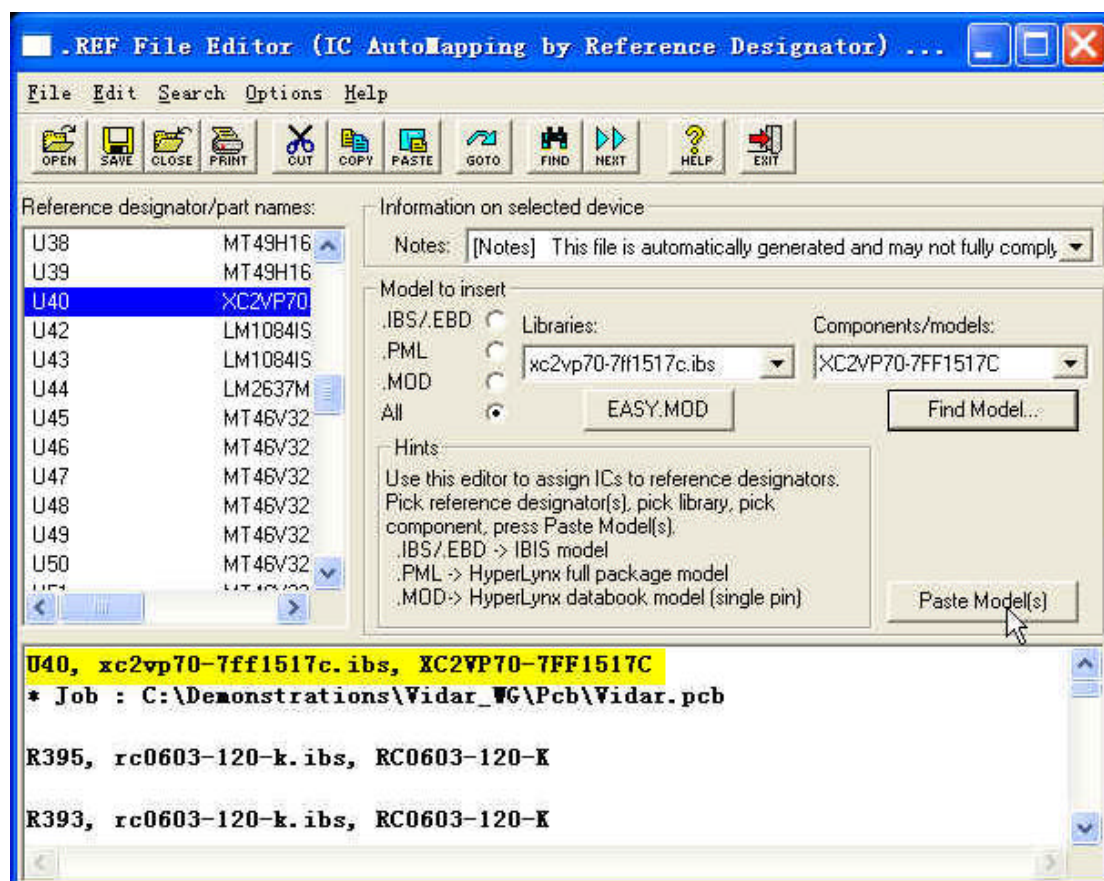 .REF File Editor (IC AutoMapping by Reference Designator) ...
File Edit Search Options Help
OPEN SAVE CLOSE PRINT CUT COPY PASTE GOTO FIND NEXT HELP EXIT
Reference designator/part names:
U38 MT49H16
U39 MT49H16
U40 XC2VP70
U42 LM1084IS
U43 LM1084IS
U44 LM2637M
U45 MT46V32
U46 MT46V32
U47 MT46V32
U48 MT46V32
U49 MT46V32
U50 MT46V32
Information on selected device
Notes: [Notes] This file is automatically generated and may not fully comply
Model to insert
.IBS/.EBD
.PML
.MOD
All
Libraries:
xc2vp70-7ff1517c.ibs
EASY.MOD
Components/models:
XC2VP70-7FF1517C
Find Model...
Hints
Use this editor to assign ICs to reference designators.
Pick reference designator(s), pick library, pick
component, press Paste Model(s).
.IBS/.EBD -> IBIS model
.PML -> HyperLynx full package model
.MOD-> HyperLynx databook model (single pin)
Paste Model(s)
U40, xc2vp70-7ff1517c.ibs, XC2VP70-7FF1517C
* Job : C:\Demonstrations\Vidar_WG\Pcb\Vidar.pcb
R395, rc0603-120-k.ibs, RC0603-120-K
R393, rc0603-120-k.ibs, RC0603-120-K